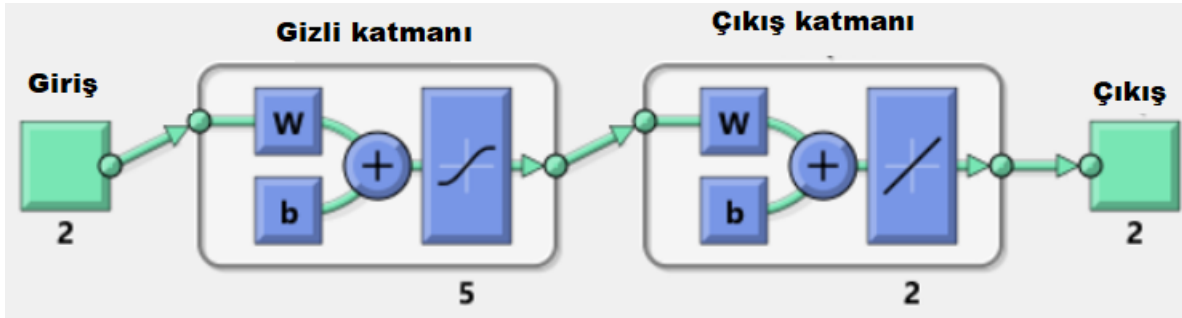 Giriş
2
Gizli katmanı
W
b
+
5
Çıkış katmanı
W
b
+
2
Çıkış
2